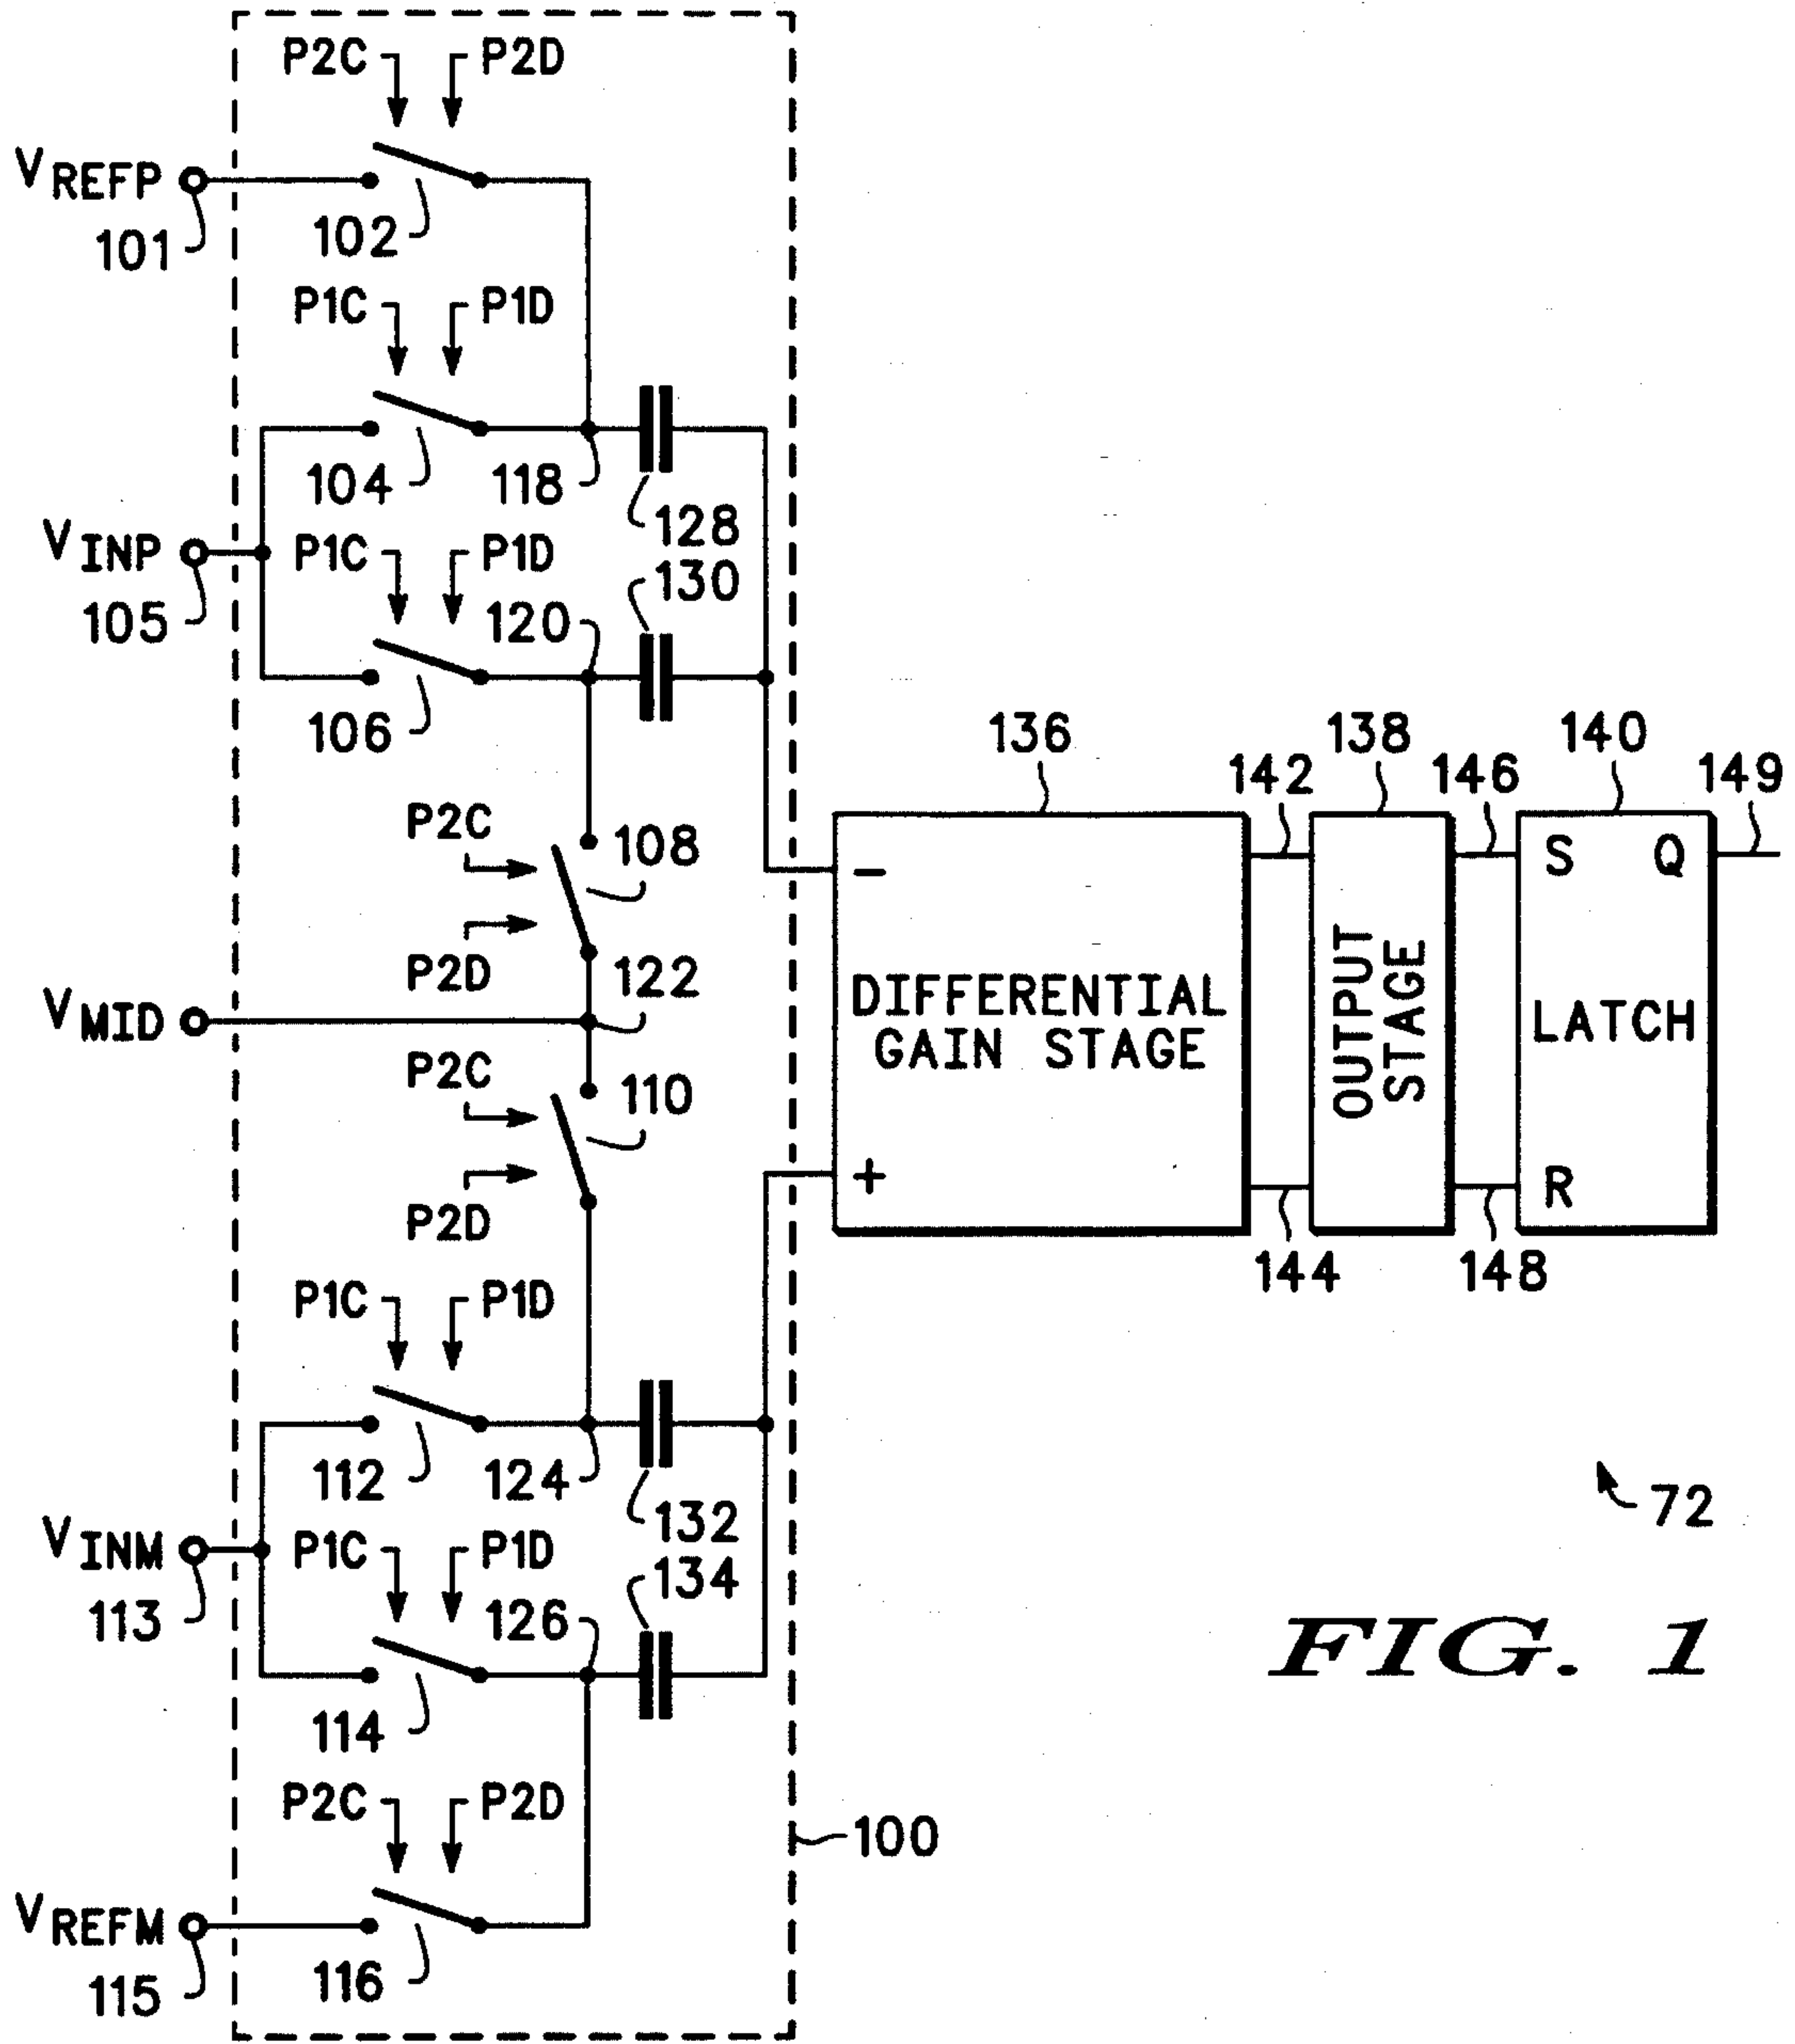 P2C P2D
VREFP
101
102
P1C P1D
104
118
128
VINP
P1C P1D
130
105
120
106
136
138
140
142
146
149
P2C
108
S Q
P2D
122
VMID
DIFFERENTIAL
GAIN STAGE
OUTPUT
STAGE
LATCH
P2C
110
- 
+
R
P2D
144
148
P1C P1D
112
124
132
72
VINM
P1C P1D
134
113
126
FIG. 1
114
P2C P2D
100
VREFM
115
116